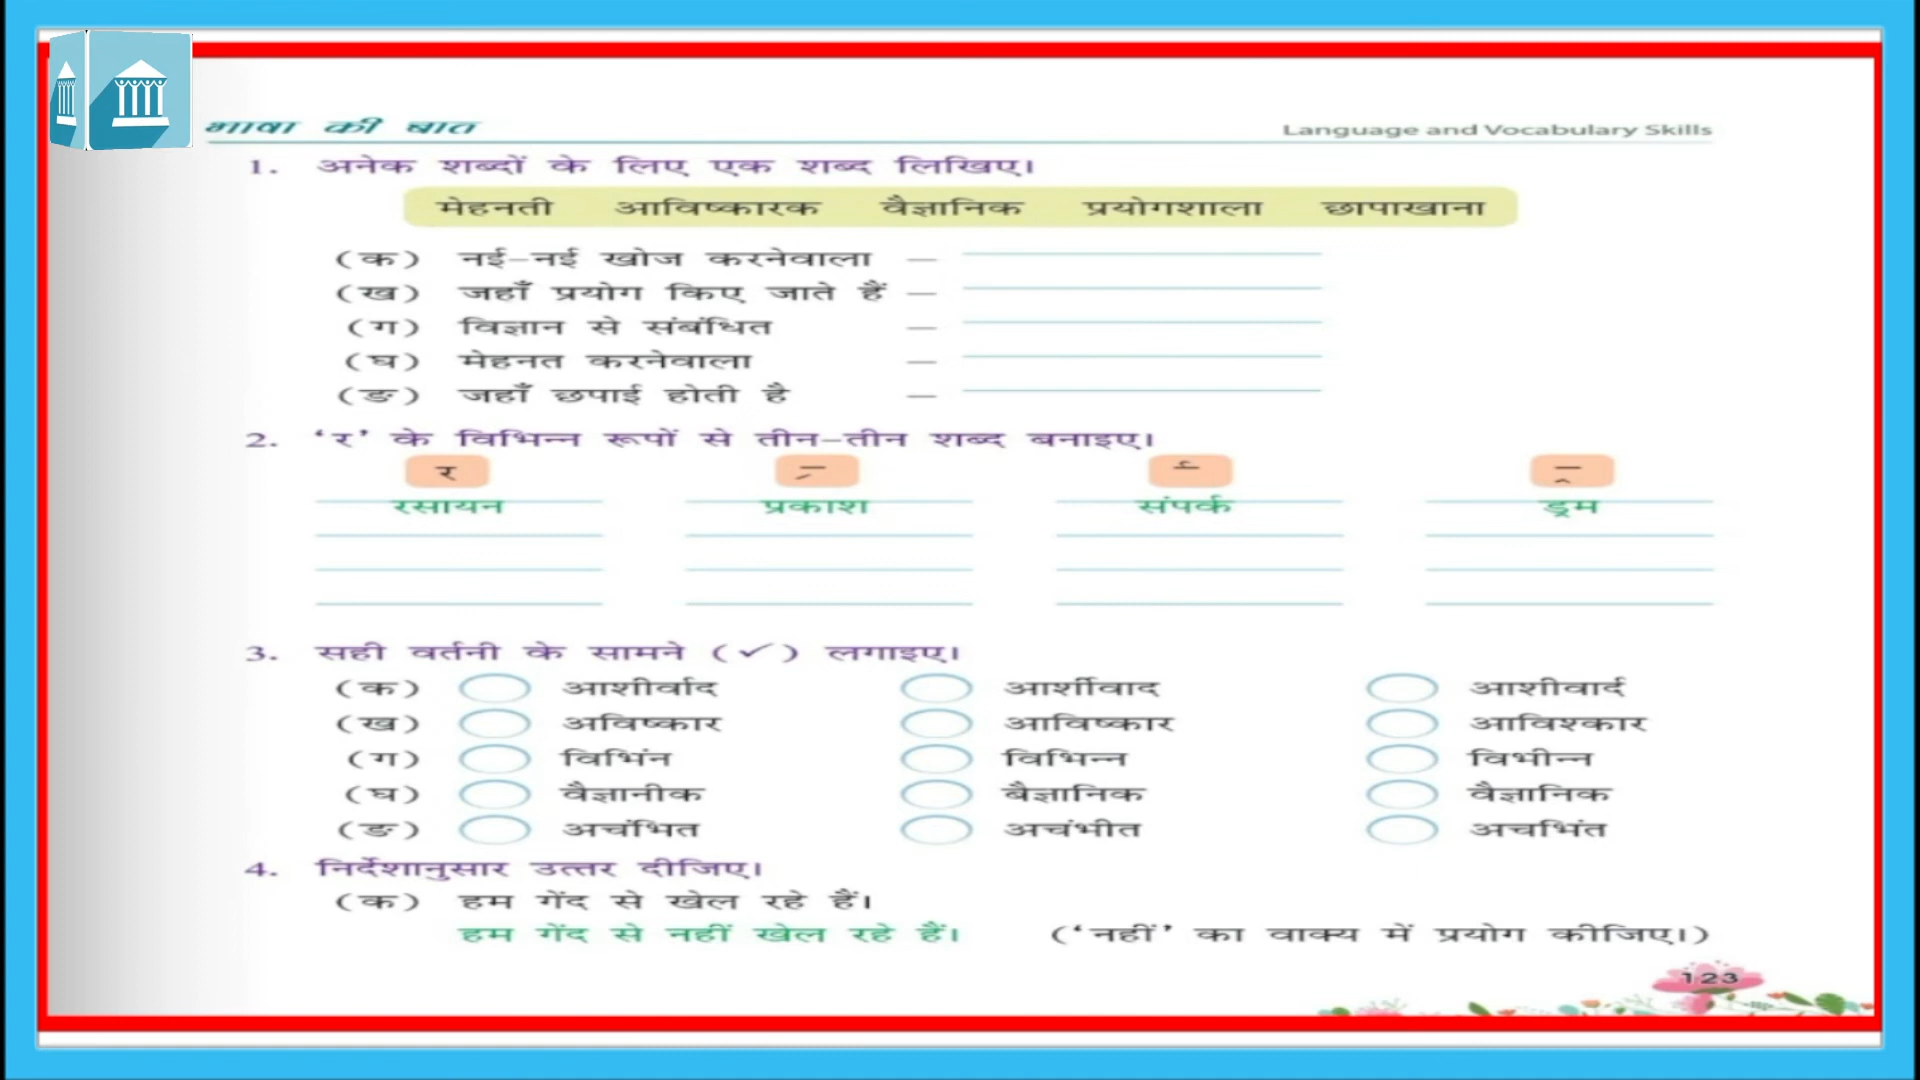 भाषा की बात Language and Vocabulary Skills
1. अनेक शब्दों के लिए एक शब्द लिखिए।
मेहनती आविष्कारक वैज्ञानिक प्रयोगशाला छापाखाना
(क) नई-नई खोज करनेवाला —
(ख) जहाँ प्रयोग किए जाते हैं —
(ग) विज्ञान से संबंधित —
(घ) मेहनत करनेवाला —
(ङ) जहाँ छपाई होती है —
2. ‘र’ के विभिन्न रूपों से तीन-तीन शब्द बनाइए।
र ्र र् ्र
रसायन प्रकाश संपर्क ड्रम
3. सही वर्तनी के सामने (✓) लगाइए।
(क) आशीर्वाद आर्शीवाद आशीवार्द
(ख) अविष्कार आविष्कार आविश्कार
(ग) विभिंन विभिन्न विभीन्न
(घ) वैज्ञानीक बैज्ञानिक वैज्ञानिक
(ङ) अचंभित अचंभीत अचभिंत
4. निर्देशानुसार उत्तर दीजिए।
(क) हम गेंद से खेल रहे हैं।
हम गेंद से नहीं खेल रहे हैं। (‘नहीं’ का वाक्य में प्रयोग कीजिए।)
123